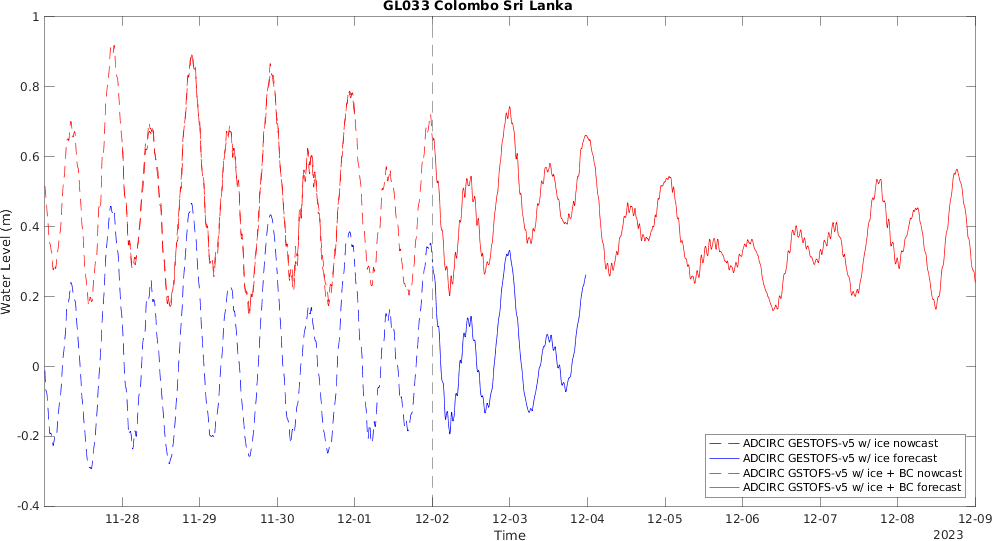 GL033 Colombo Sri Lanka
Water Level (m)
1
0.8
0.6
0.4
0.2
0
-0.2
-0.4
11-28 11-29 11-30 12-01 12-02 12-03 12-04 12-05 12-06 12-07 12-08 12-09
Time
2023
ADCIRC GESTOFS-v5 w/ ice nowcast
ADCIRC GESTOFS-v5 w/ ice forecast
ADCIRC GSTOFS-v5 w/ ice + BC nowcast
ADCIRC GSTOFS-v5 w/ ice + BC forecast